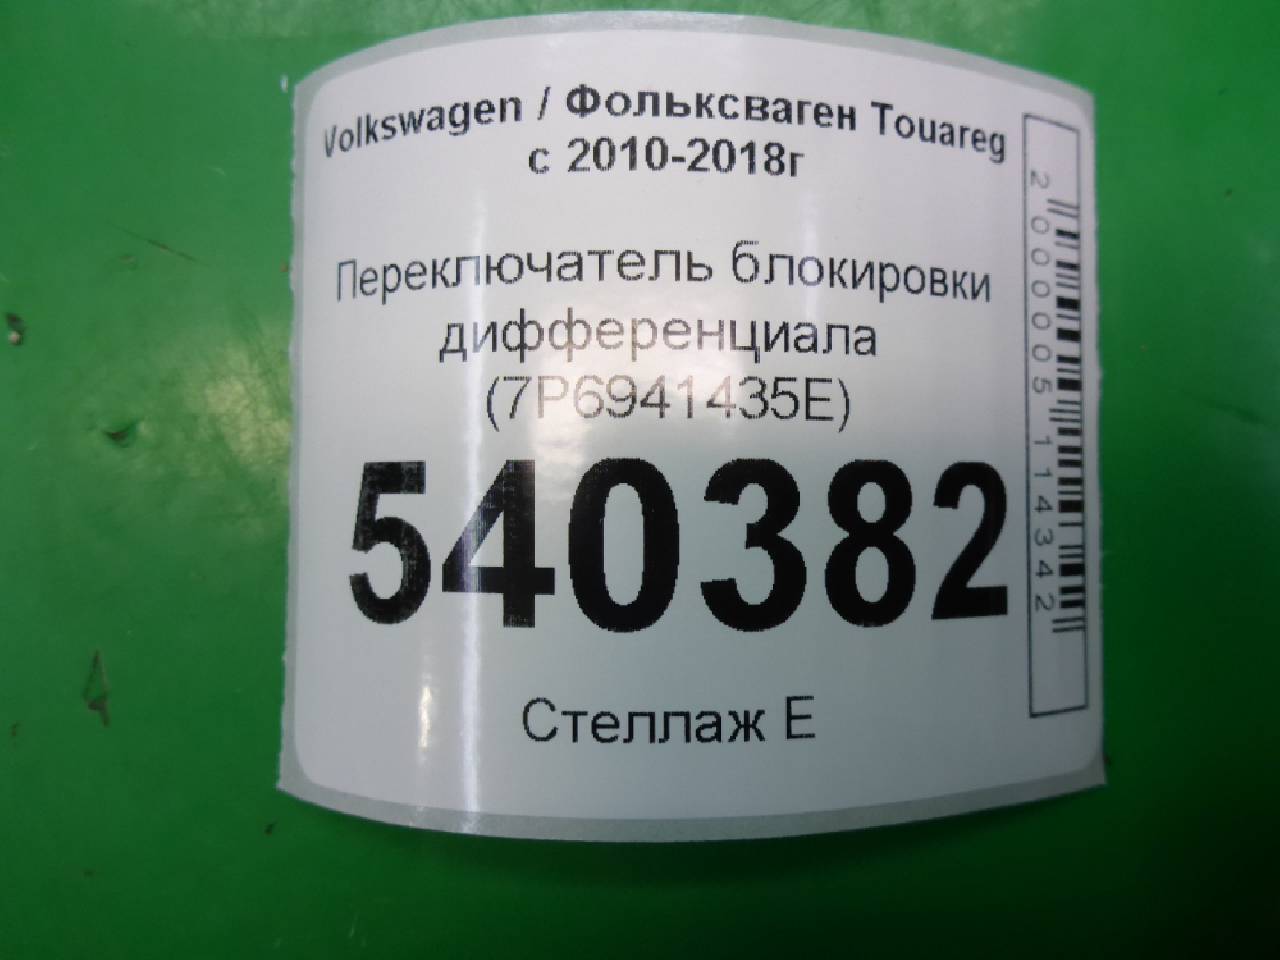 Volkswagen / Фольксваген Touareg
с 2010-2018г
Переключатель блокировки
дифференциала
(7P6941435E)
540382
Стеллаж Е
2000005114342